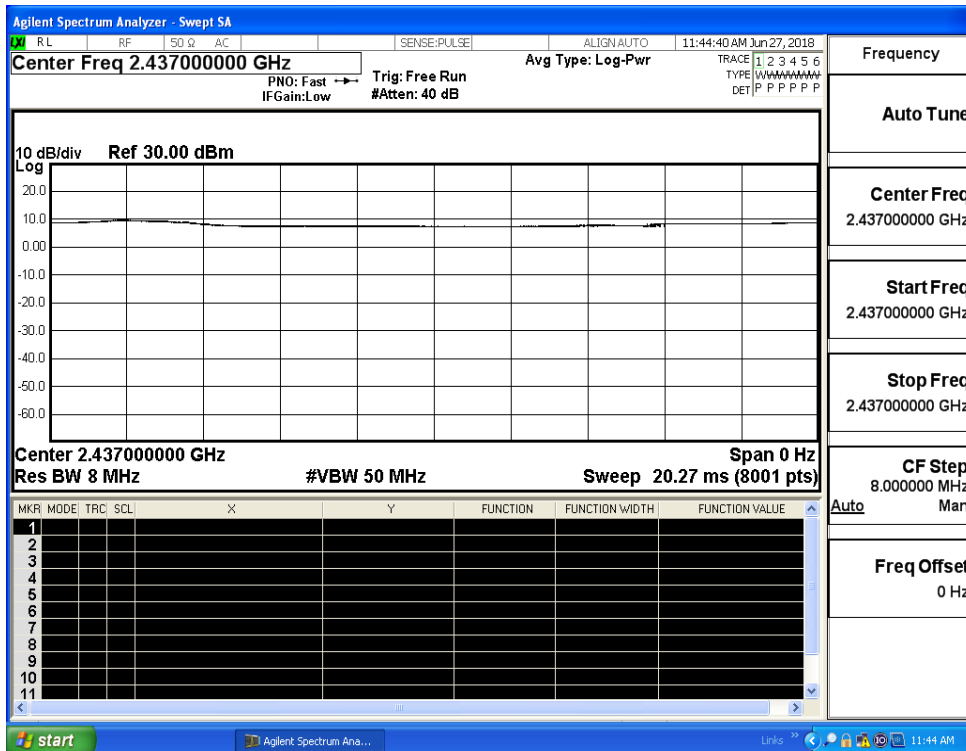 Agilent Spectrum Analyzer - Swept SA
LXI RL RF 50 Ω AC SENSE:PULSE ALIGN AUTO 11:44:40 AM Jun 27, 2018
Center Freq 2.437000000 GHz
PNO: Fast
IFGain:Low
Trig: Free Run
#Atten: 40 dB
Avg Type: Log-Pwr
TRACE 1 2 3 4 5 6
TYPE WWWWWW
DET P P P P P P
10 dB/div Ref 30.00 dBm
Log
20.0
10.0
0.00
-10.0
-20.0
-30.0
-40.0
-50.0
-60.0
Center 2.437000000 GHz Span 0 Hz
Res BW 8 MHz #VBW 50 MHz Sweep 20.27 ms (8001 pts)
MKR MODE TRC SCL X Y FUNCTION FUNCTION WIDTH FUNCTION VALUE
1
2
3
4
5
6
7
8
9
10
11
Frequency
Auto Tune
Center Freq
2.437000000 GHz
Start Freq
2.437000000 GHz
Stop Freq
2.437000000 GHz
CF Step
8.000000 MHz
Auto Man
Freq Offset
0 Hz
start Agilent Spectrum Ana... Links » 11:44 AM